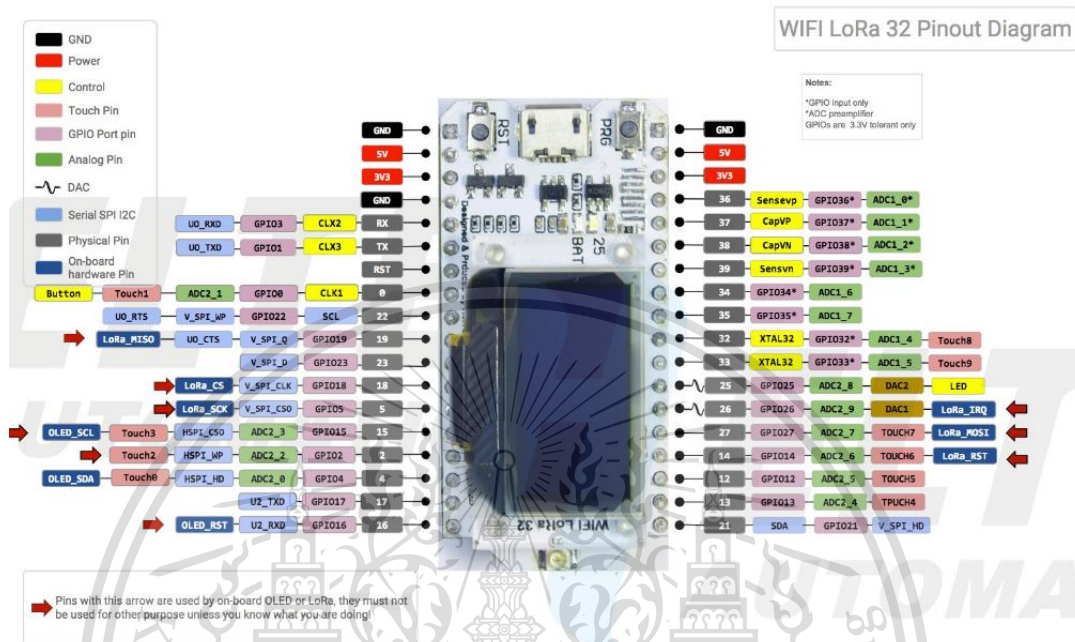 WIFI LoRa 32 Pinout Diagram
GND
Power
Control
Touch Pin
GPIO Port pin
Analog Pin
DAC
Serial SPI I2C
Physical Pin
On-board
hardware Pin
Notes:
*GPIO input only
*ADC preamplifier
GPIOs are 3.3V tolerant only
GND
5V
3V3
GND
UO_RXD GPIO3 CLX2 RX
UO_TXD GPIO1 CLX3 TX
RST
Button Touch1 ADC2_1 GPIO0 CLK1 0
UO_RTS V_SPI_WP GPIO22 SCL 22
LoRa_MISO UO_CTS V_SPI_Q GPIO19 19
V_SPI_D GPIO23 23
LoRa_CS V_SPI_CLK GPIO18 18
LoRa_SCX V_SPI_CSO GPIO5 5
OLED_SCL Touch3 HSPI_CSO ADC2_3 GPIO15 15
Touch2 HSPI_WP ADC2_2 GPIO2 2
OLED_SDA Touch0 HSPI_HD ADC2_0 GPIO4 4
U2_TXD GPIO17 17
OLED_RST U2_RXD GPIO16 16
RST
PRG
BAT
25
Designed &
WIFI LoRa 32
GND
5V
3V3
36 Sensevp GPIO36* ADC1_0*
37 CapVP GPIO37* ADC1_1*
38 CapVN GPIO38* ADC1_2*
39 Sensvn GPIO39* ADC1_3*
34 GPIO34* ADC1_6
35 GPIO35* ADC1_7
32 XTAL32 GPIO32* ADC1_4 Touch8
33 XTAL32 GPIO33* ADC1_5 Touch9
25 GPIO25 ADC2_8 DAC2 LED
26 GPIO26 ADC2_9 DAC1 LoRa_IRQ
27 GPIO27 ADC2_7 TOUCH7 LoRa_MOSI
14 GPIO14 ADC2_6 TOUCH6 LoRa_RST
12 GPIO12 ADC2_5 TOUCH5
13 GPIO13 ADC2_4 TPUCH4
21 SDA GPIO21 V_SPI_HD
Pins with this arrow are used by on-board OLED or LoRa, they must not
be used for other purpose unless you know what you are doing!